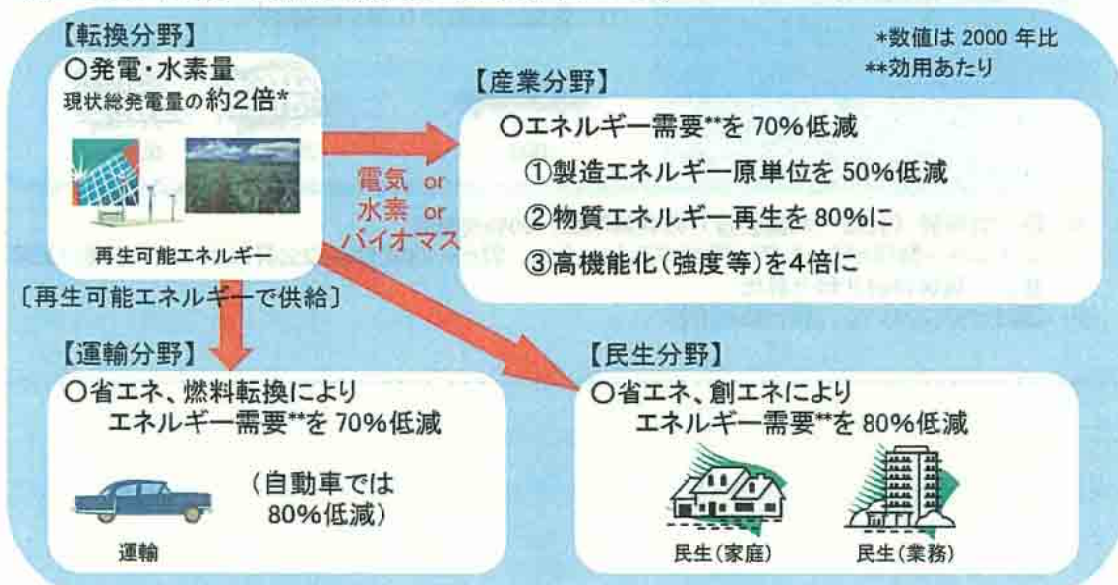 【転換分野】
〇発電・水素量
現状総発電量の約2倍*
再生可能エネルギー
〔再生可能エネルギーで供給〕
電気 or
水素 or
バイオマス
*数値は 2000 年比
**効用あたり
【産業分野】
〇エネルギー需要**を 70%低減
①製造エネルギー原単位を 50%低減
②物質エネルギー再生を 80%に
③高機能化(強度等)を4倍に
【運輸分野】
〇省エネ、燃料転換により
エネルギー需要**を 70%低減
(自動車では
80%低減)
運輸
【民生分野】
〇省エネ、創エネにより
エネルギー需要**を 80%低減
民生(家庭)
民生(業務)